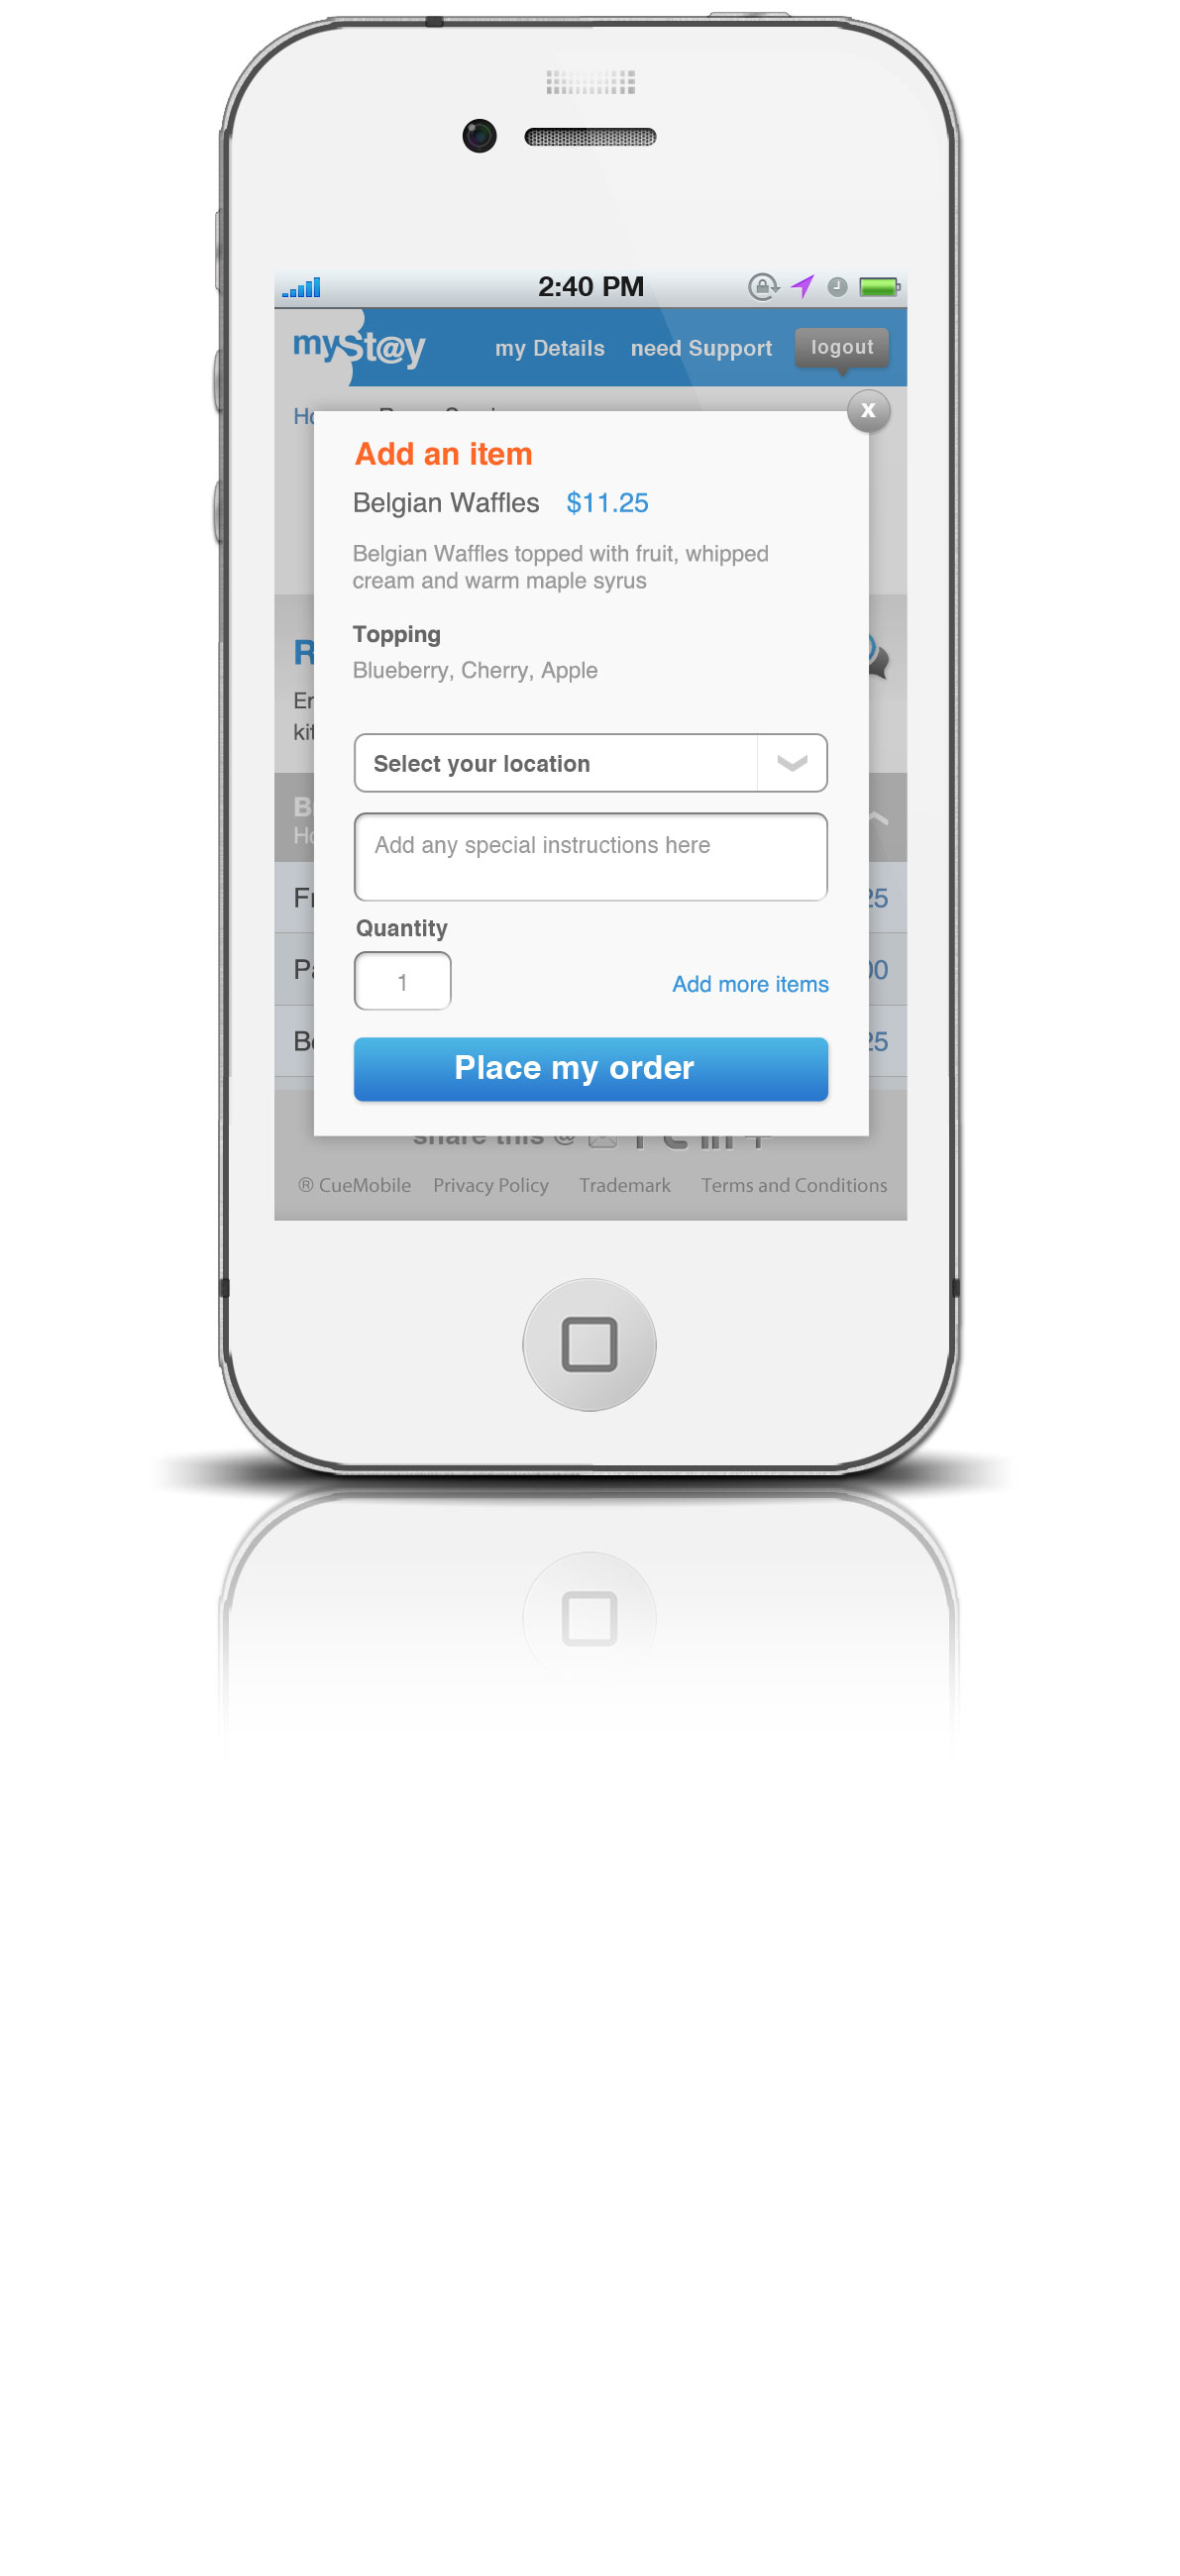 2:40 PM
mySt@y my Details need Support logout
x
Add an item
Belgian Waffles $11.25
Belgian Waffles topped with fruit, whipped
cream and warm maple syrus
Topping
Blueberry, Cherry, Apple
Select your location
Add any special instructions here
Quantity
1
Add more items
Place my order
share this @
® CueMobile Privacy Policy Trademark Terms and Conditions